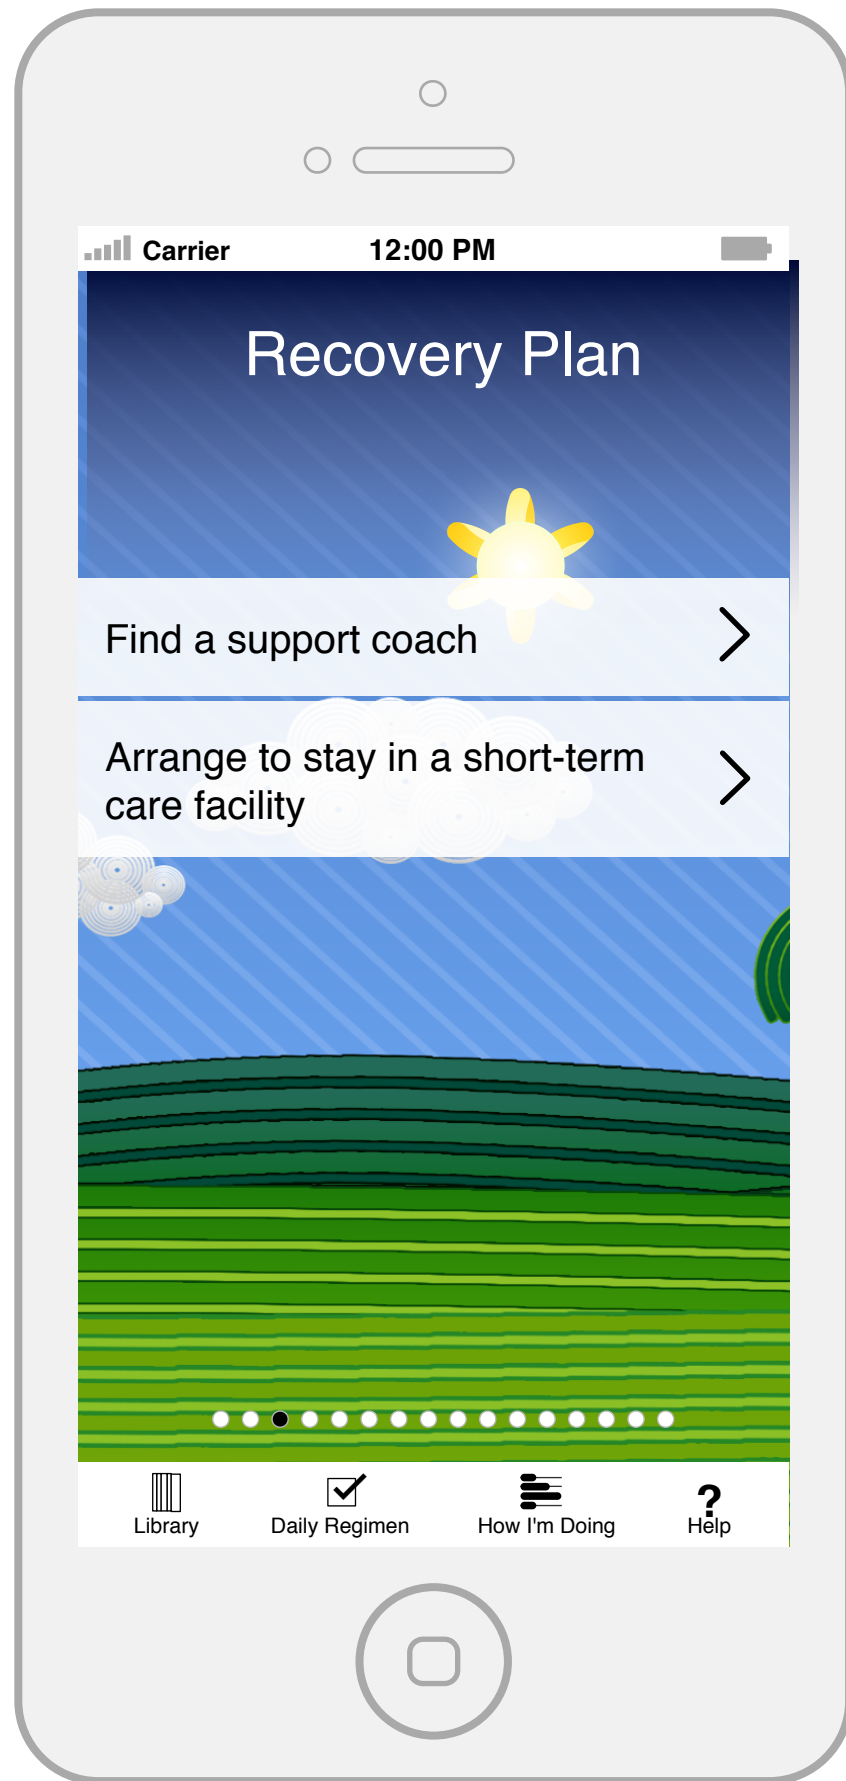 Carrier 12:00 PM
Recovery Plan
Find a support coach
Arrange to stay in a short-term
care facility
Library Daily Regimen How I'm Doing ? Help